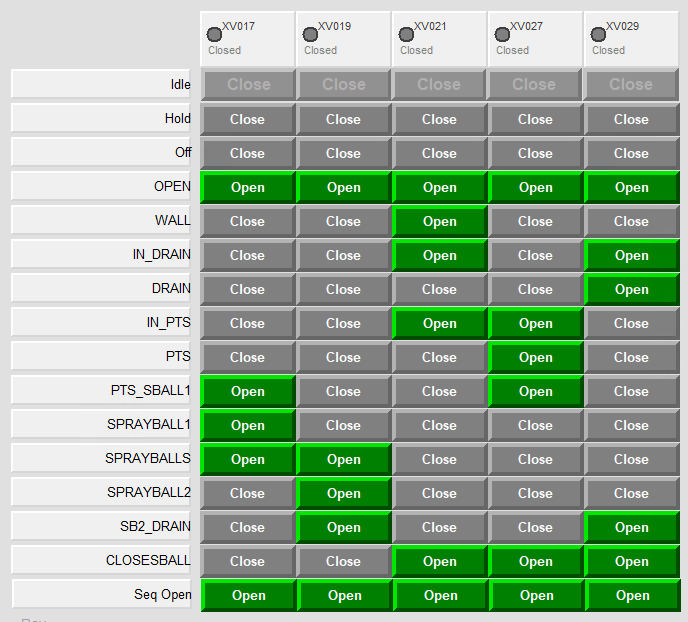 XV017 XV019 XV021 XV027 XV029
Closed Closed Closed Closed Closed
Idle Close Close Close Close Close
Hold Close Close Close Close Close
Off Close Close Close Close Close
OPEN Open Open Open Open Open
WALL Close Close Open Close Close
IN_DRAIN Close Close Open Close Open
DRAIN Close Close Close Close Open
IN_PTS Close Close Open Open Close
PTS Close Close Close Open Close
PTS_SBALL1 Open Close Close Open Close
SPRAYBALL1 Open Close Close Close Close
SPRAYBALLS Open Open Close Close Close
SPRAYBALL2 Close Open Close Close Close
SB2_DRAIN Close Open Close Close Open
CLOSESBALL Close Close Open Open Open
Seq Open Open Open Open Open Open